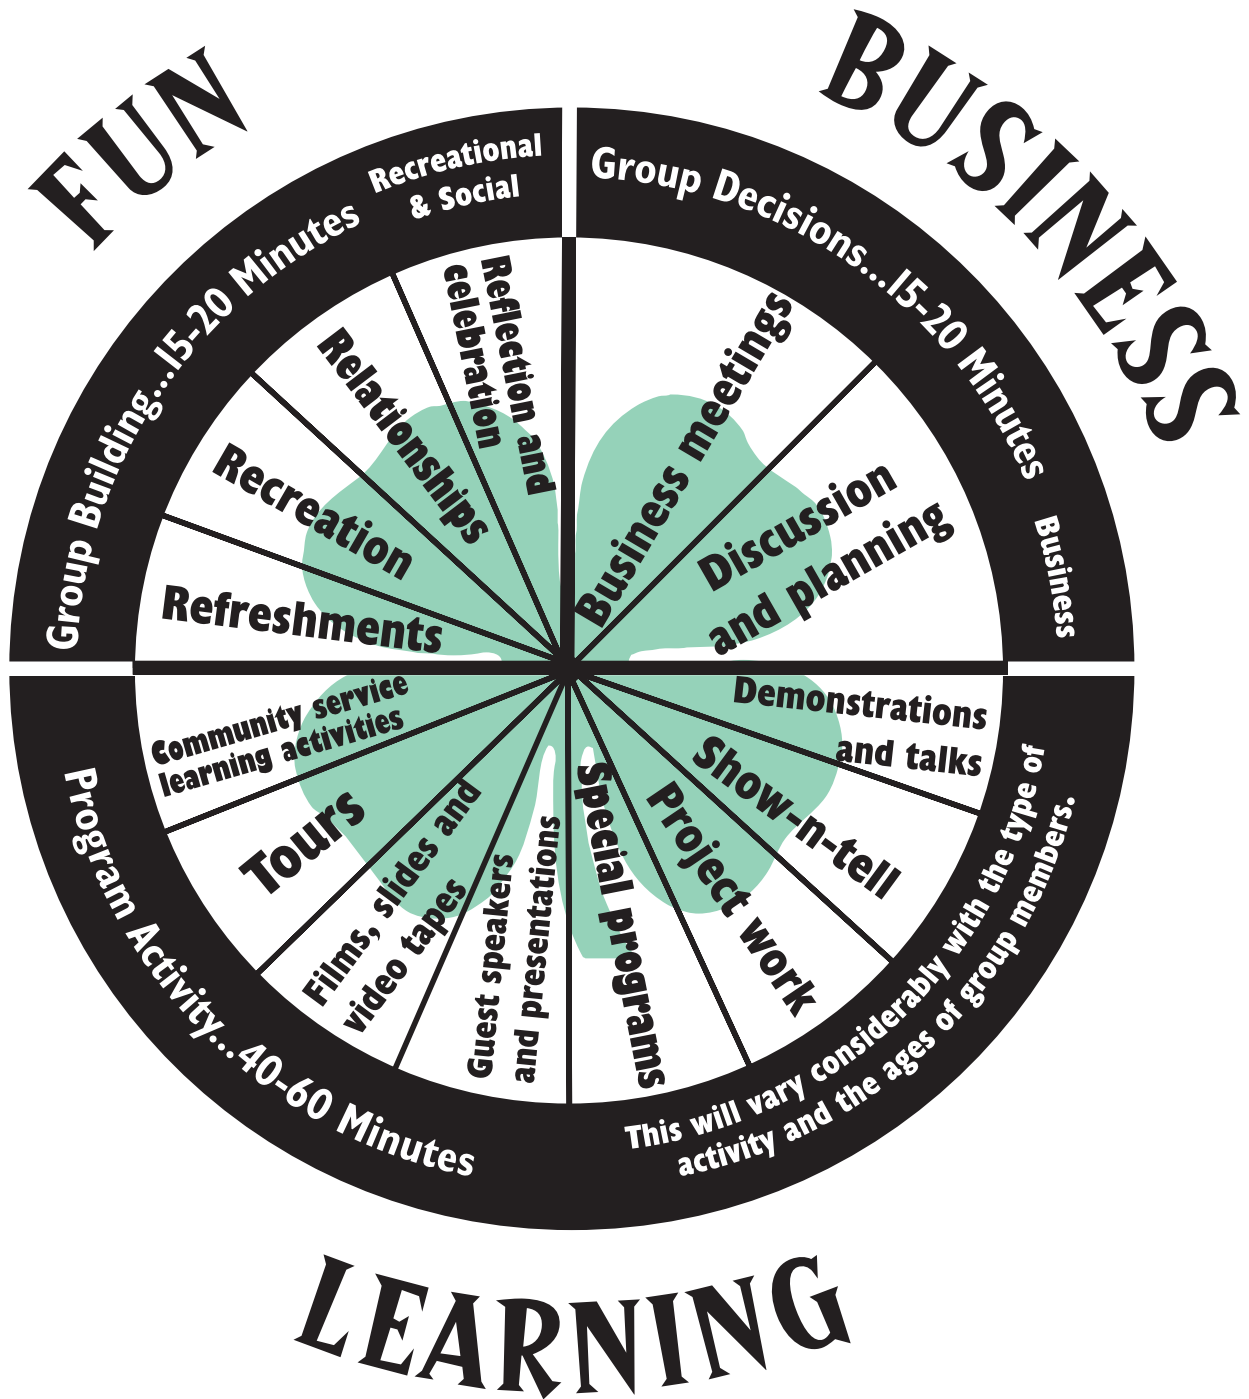 FUN
BUSINESS
Group Building...15-20 Minutes
Recreational
& Social
Group Decisions...15-20 Minutes
Business
Refreshments
Recreation
Relationships
Reflection and
celebration
Business meetings
Discussion
and planning
Demonstrations
and talks
Show-n-tell
Project work
Special programs
Guest speakers
and presentations
Films, slides and
video tapes
Tours
Community service
learning activities
Program Activity...40-60 Minutes
This will vary considerably with the type of
activity and the ages of group members.
LEARNING